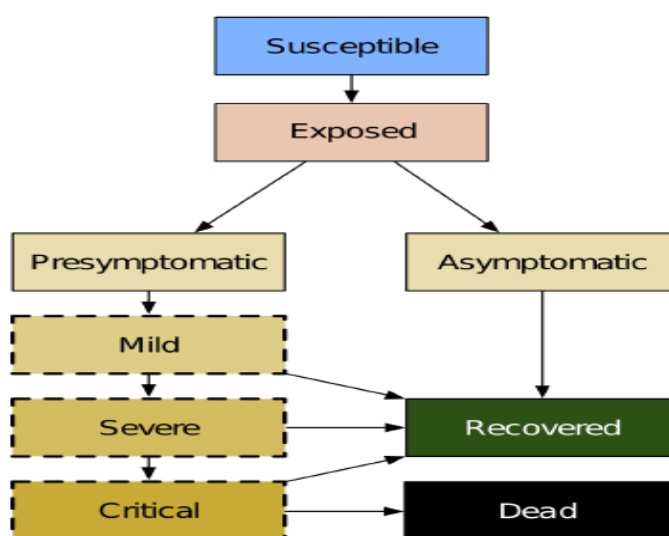 Susceptible
Exposed
Presymptomatic
Asymptomatic
Mild
Severe
Recovered
Critical
Dead